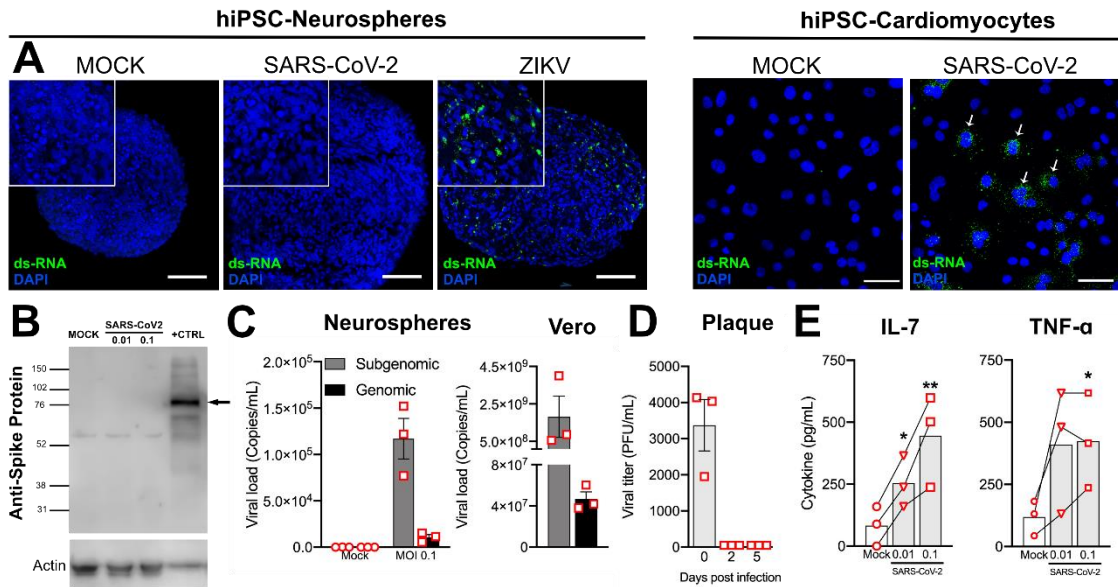 hiPSC-Neurospheres
hiPSC-Cardiomyocytes
A
MOCK
SARS-CoV-2
ZIKV
MOCK
SARS-CoV-2
ds-RNA
DAPI
ds-RNA
DAPI
ds-RNA
DAPI
ds-RNA
DAPI
ds-RNA
DAPI
B
MOCK
SARS-CoV2
0.01 0.1
+CTRL
Anti-Spike Protein
150
102
76
52
38
31
Actin
C
Neurospheres
Viral load (Copies/mL)
2.0×10⁵
1.5×10⁵
1.0×10⁵
5.0×10⁴
0.0
Subgenomic
Genomic
Mock
MOI 0.1
Vero
Viral load (Copies/mL)
4.5×10⁹
2.5×10⁹
5.0×10⁸
8×10⁷
4×10⁷
0
D
Plaque
Viral titer (PFU/mL)
5000
4000
3000
2000
1000
0
0 2 5
Days post infection
E
IL-7
Cytokine (pg/mL)
750
500
250
0
*
**
Mock 0.01 0.1
SARS-CoV-2
TNF-α
750
500
250
0
*
Mock 0.01 0.1
SARS-CoV-2